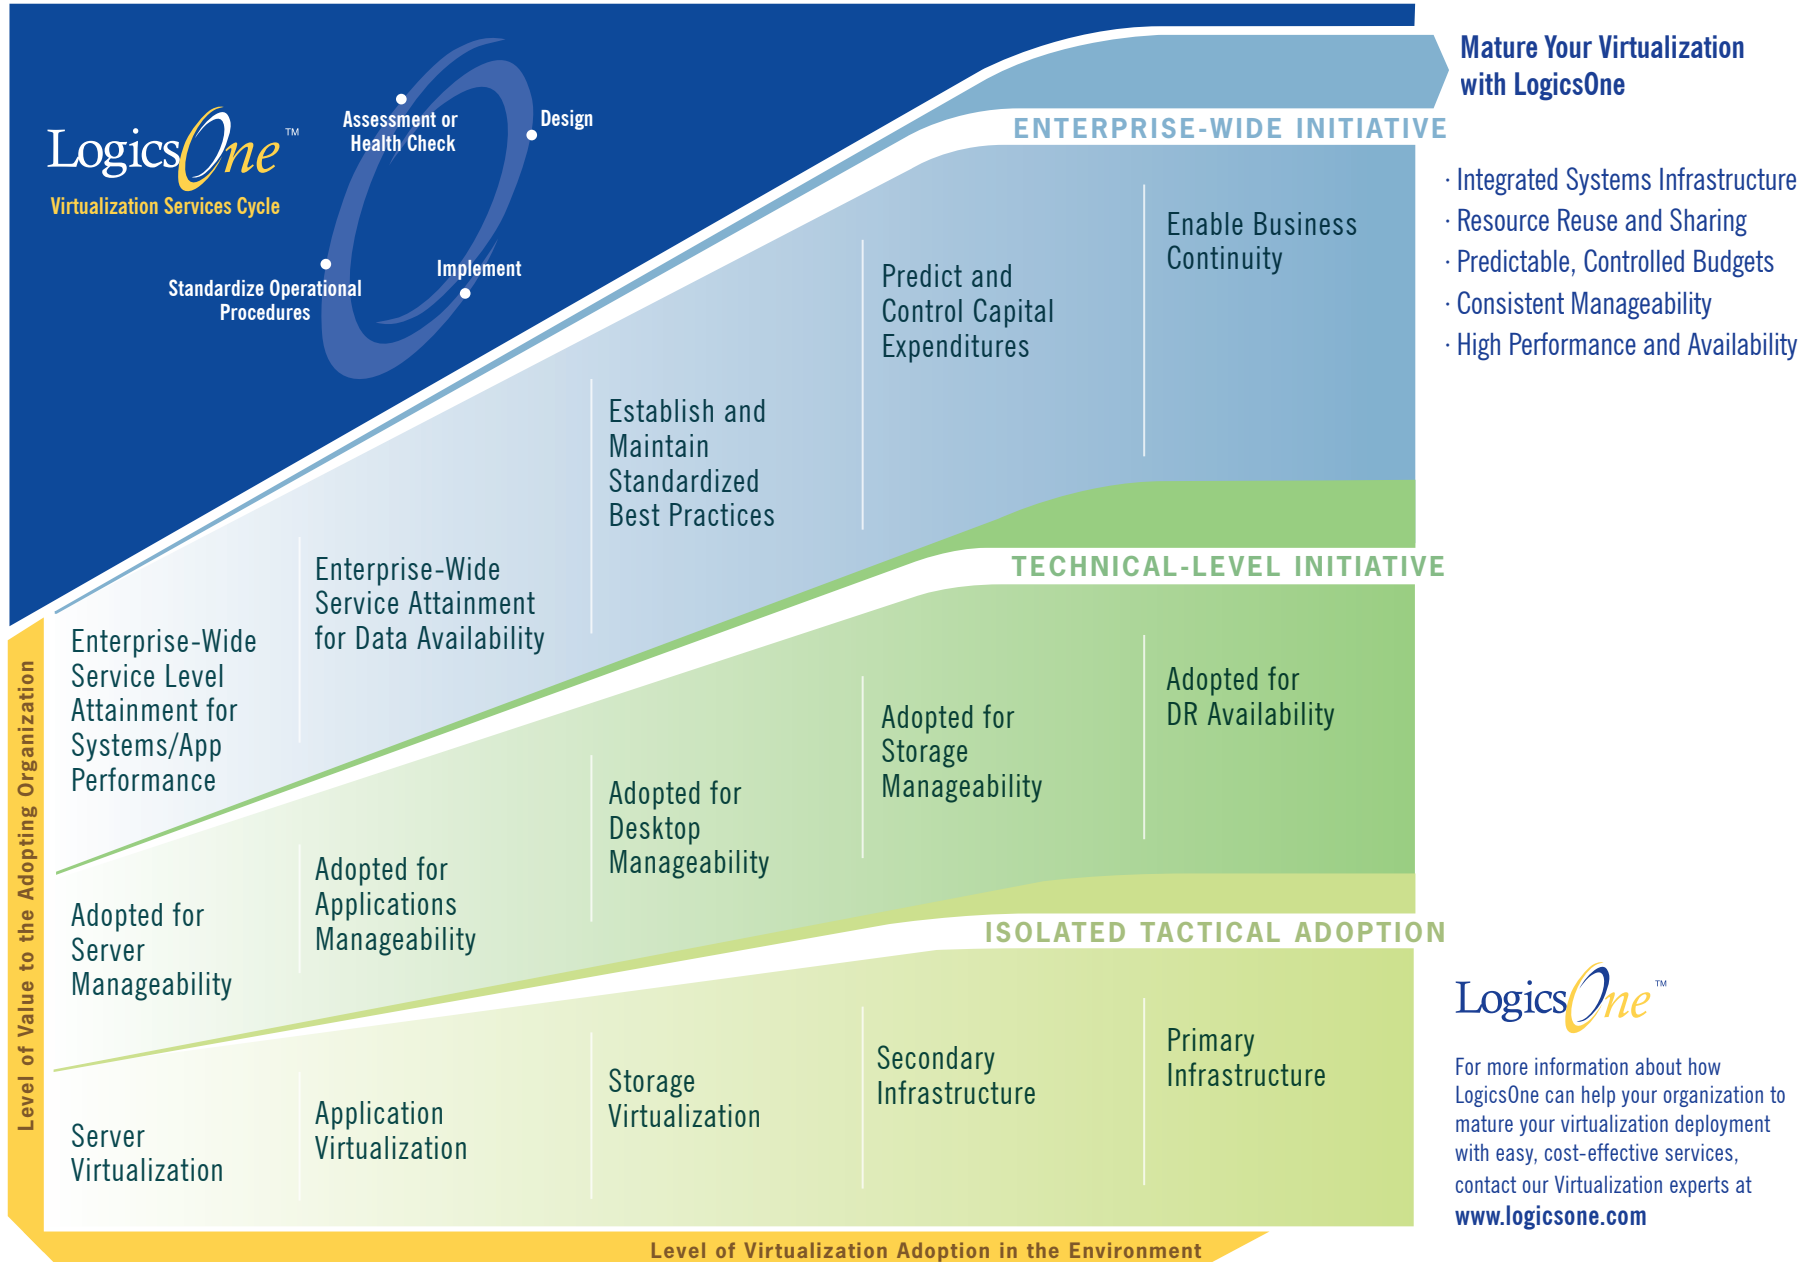 LogicsOne™
Virtualization Services Cycle
Assessment or
Health Check
Design
Implement
Standardize Operational
Procedures
Mature Your Virtualization
with LogicsOne
ENTERPRISE-WIDE INITIATIVE
· Integrated Systems Infrastructure
· Resource Reuse and Sharing
· Predictable, Controlled Budgets
· Consistent Manageability
· High Performance and Availability
Enterprise-Wide
Service Level
Attainment for
Systems/App
Performance
Enterprise-Wide
Service Attainment
for Data Availability
Establish and
Maintain
Standardized
Best Practices
Predict and
Control Capital
Expenditures
Enable Business
Continuity
TECHNICAL-LEVEL INITIATIVE
Adopted for
Server
Manageability
Adopted for
Applications
Manageability
Adopted for
Desktop
Manageability
Adopted for
Storage
Manageability
Adopted for
DR Availability
ISOLATED TACTICAL ADOPTION
Server
Virtualization
Application
Virtualization
Storage
Virtualization
Secondary
Infrastructure
Primary
Infrastructure
Level of Value to the Adopting Organization
Level of Virtualization Adoption in the Environment
LogicsOne™
For more information about how
LogicsOne can help your organization to
mature your virtualization deployment
with easy, cost-effective services,
contact our Virtualization experts at
www.logicsone.com